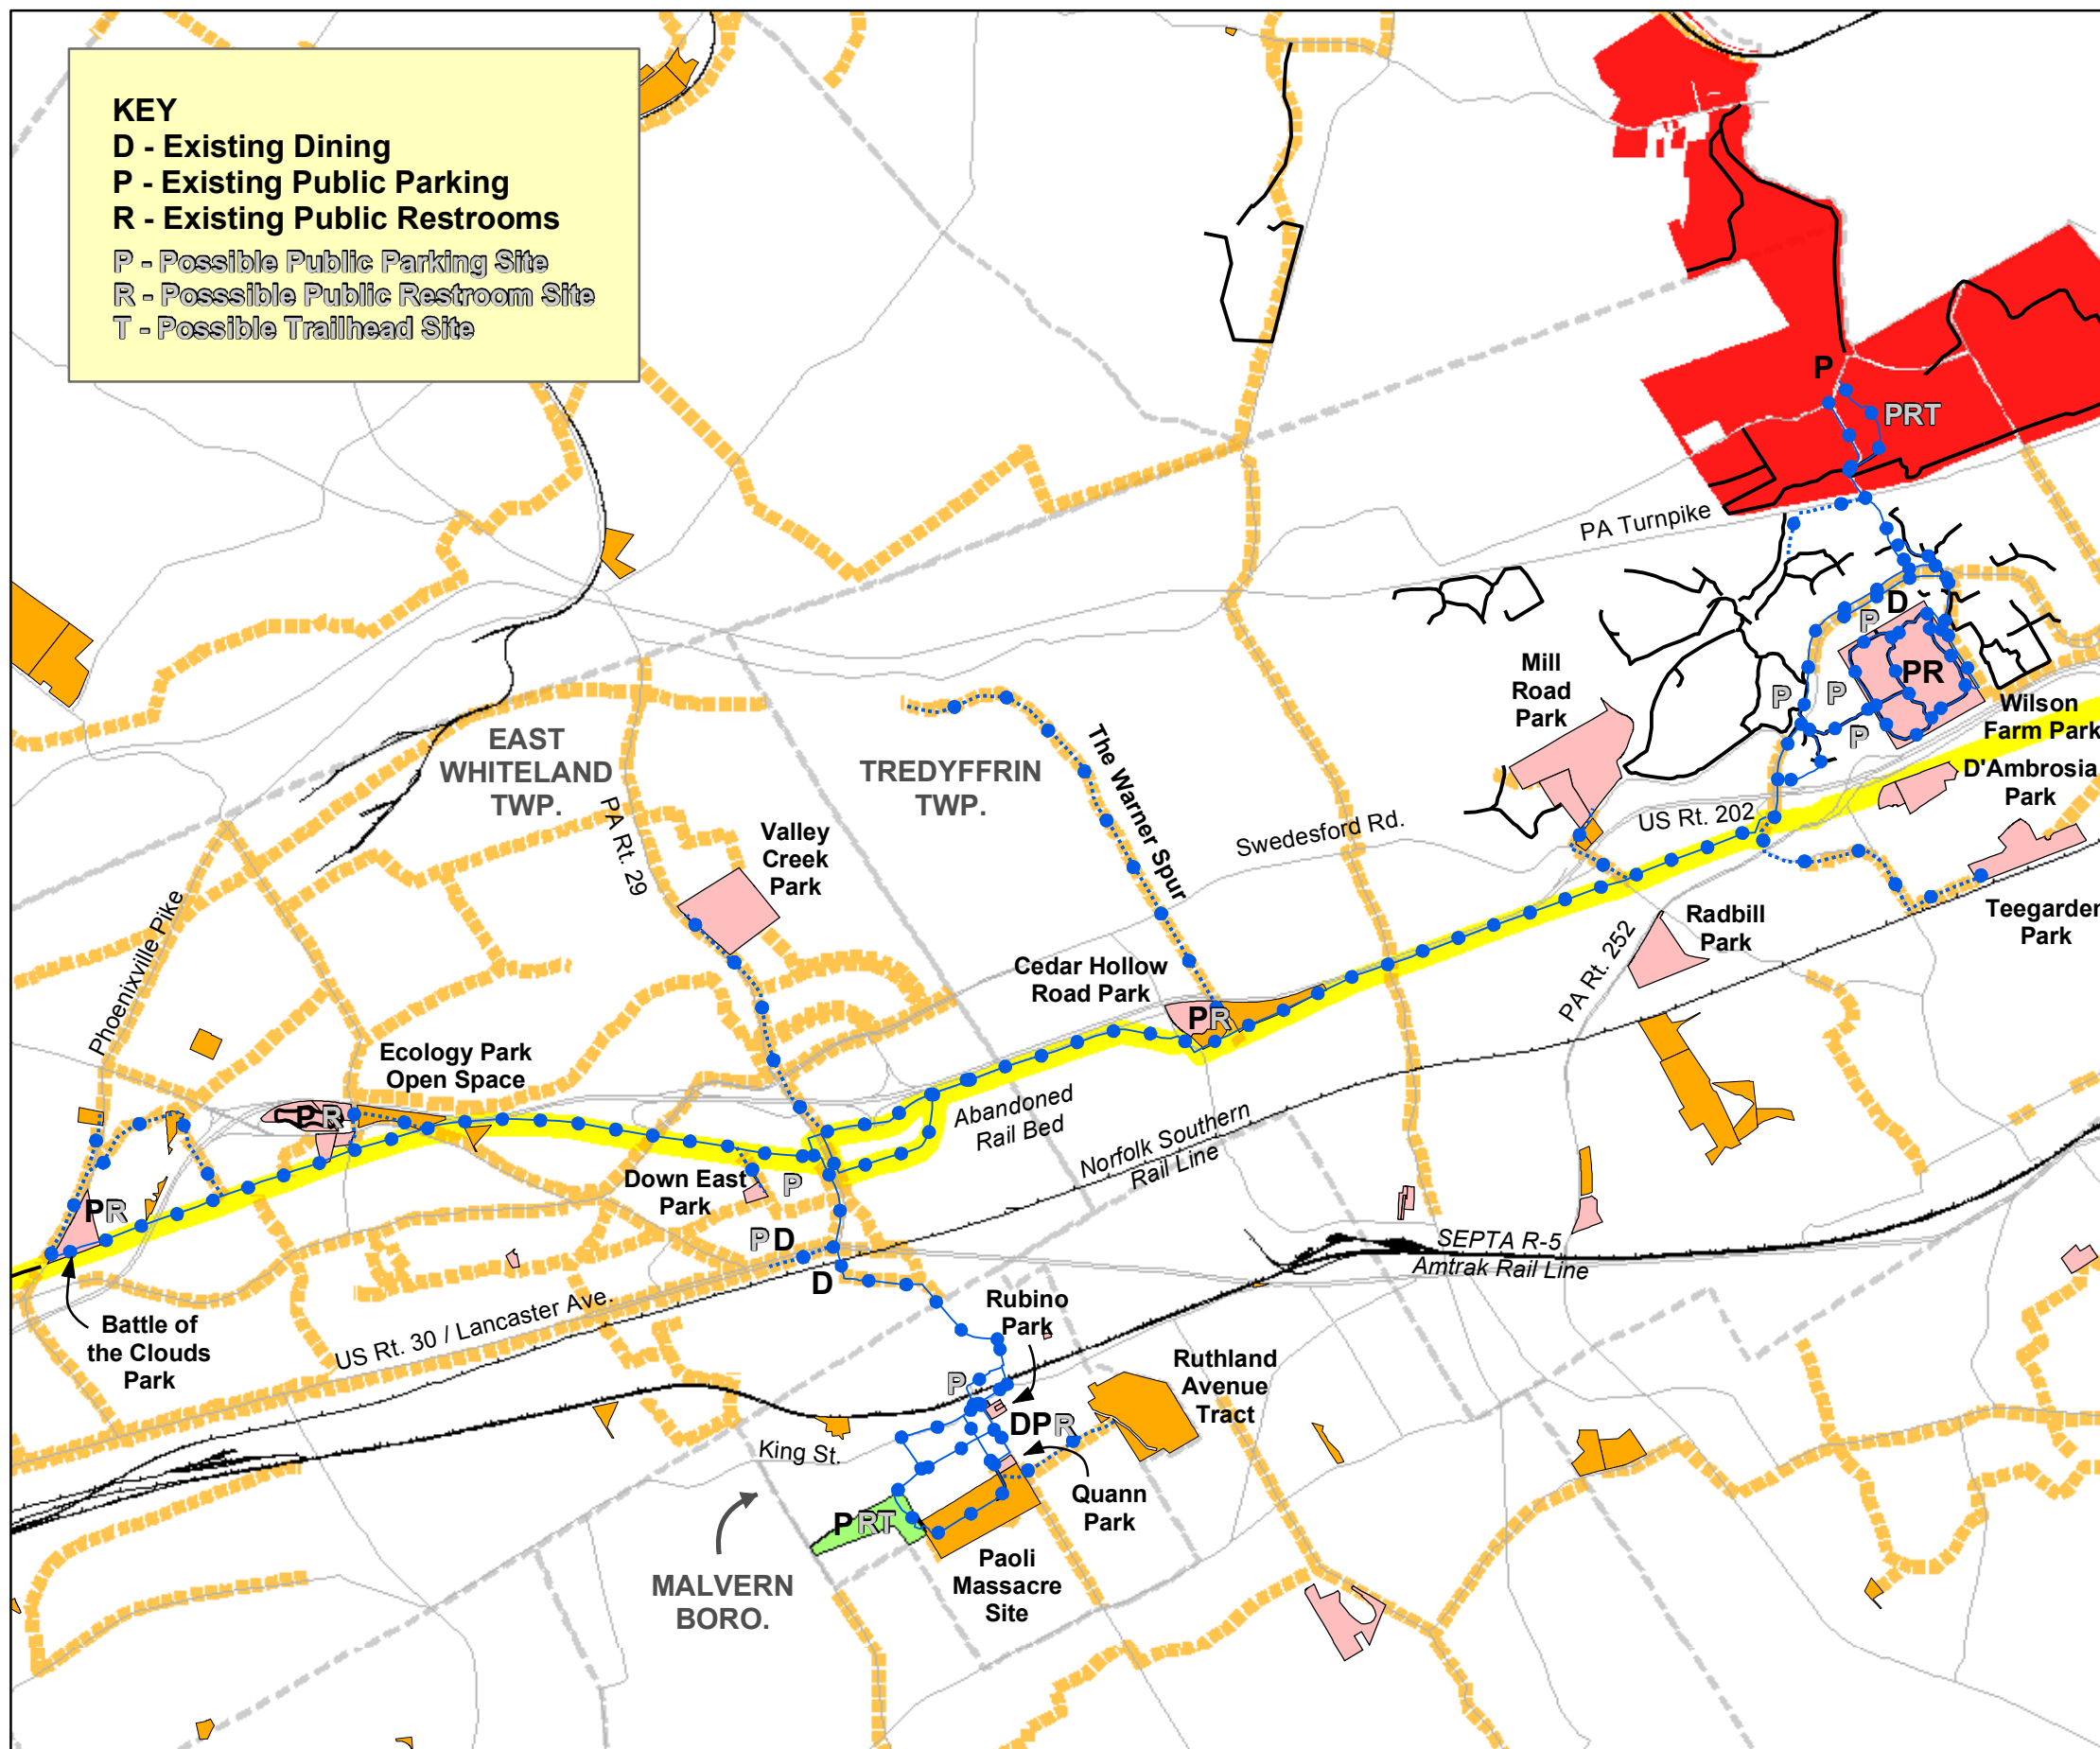 KEY
D - Existing Dining
P - Existing Public Parking
R - Existing Public Restrooms
P - Possible Public Parking Site
R - Posssible Public Restroom Site
T - Possible Trailhead Site
P
PRT
PA Turnpike
D
P
Mill
Road
Park
PR
P
P
P
Wilson
Farm Park
EAST
WHITELAND
TWP.
TREDYFFRIN
TWP.
The Warner Spur
D'Ambrosia
Park
PA Rt. 29
Valley
Creek
Park
Swedesford Rd.
US Rt. 202
Phoenixville Pike
Radbill
Park
Teegarden
Park
PA Rt. 252
Cedar Hollow
Road Park
PR
Ecology Park
Open Space
PR
Abandoned
Rail Bed
Norfolk Southern
Rail Line
Down East
Park
P
PR
P D
D
SEPTA R-5
Amtrak Rail Line
Battle of
the Clouds
Park
US Rt. 30 / Lancaster Ave.
Rubino
Park
Ruthland
Avenue
Tract
P
DPR
King St.
Quann
Park
PRT
Paoli
Massacre
Site
MALVERN
BORO.